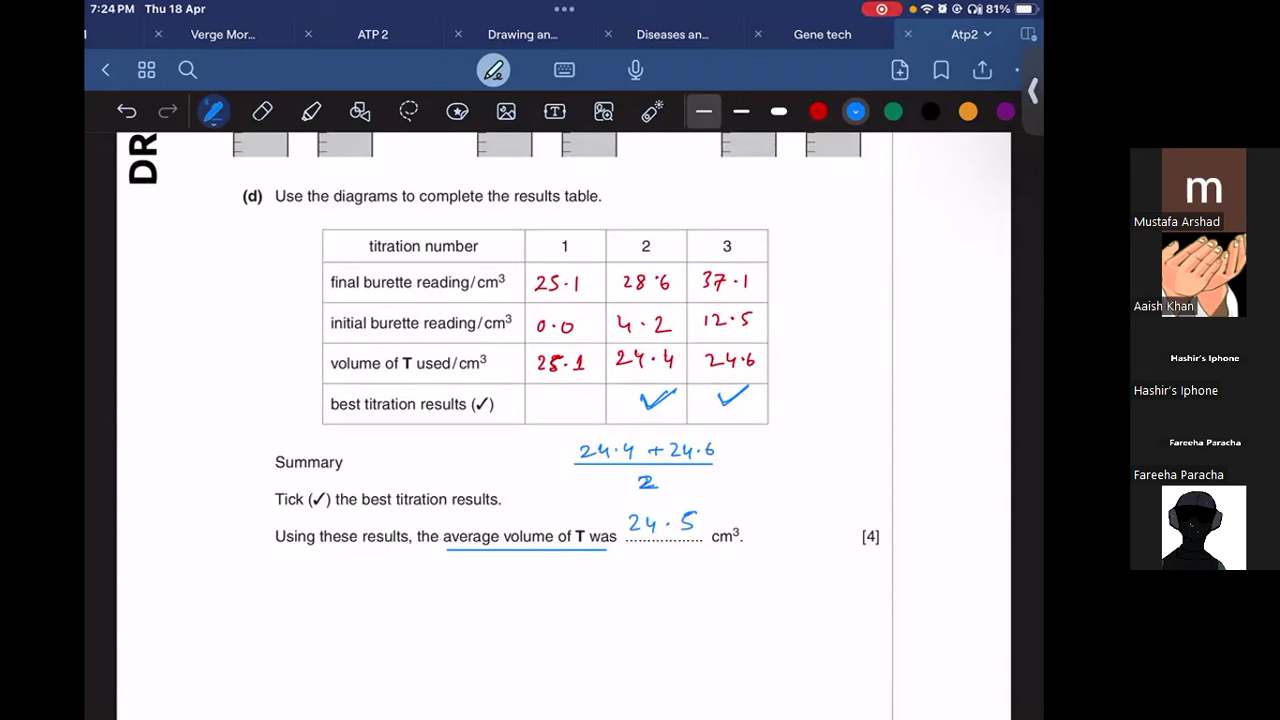 7:24 PM Thu 18 Apr
81%
Verge Mor...
ATP 2
Drawing an...
Diseases an...
Gene tech
Atp2
DR
(d) Use the diagrams to complete the results table.
titration number 1 2 3
final burette reading/cm³ 25.1 28.6 37.1
initial burette reading/cm³ 0.0 4.2 12.5
volume of T used/cm³ 25.1 24.4 24.6
best titration results (✓) ✓ ✓
24.4 + 24.6
2
Summary
Tick (✓) the best titration results.
Using these results, the average volume of T was 24.5 cm³. [4]
m
Mustafa Arshad
Aaish Khan
Hashir's Iphone
Hashir's Iphone
Fareeha Paracha
Fareeha Paracha